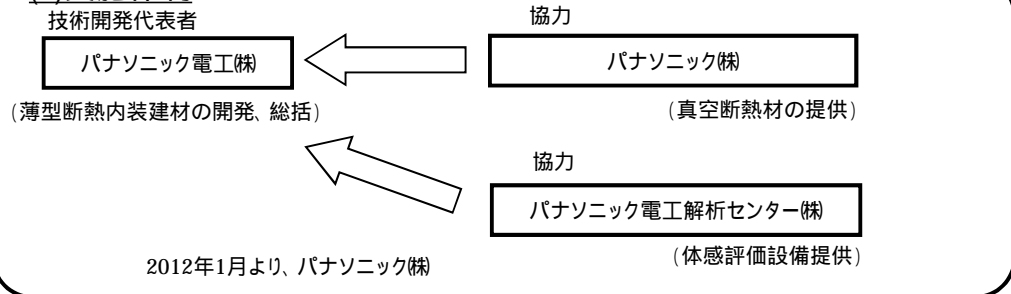 技術開発代表者
協力
パナソニック電工㈱
パナソニック㈱
(薄型断熱内装建材の開発、総括)
(真空断熱材の提供)
協力
パナソニック電工解析センター㈱
(体感評価設備提供)
2012年1月より、パナソニック㈱